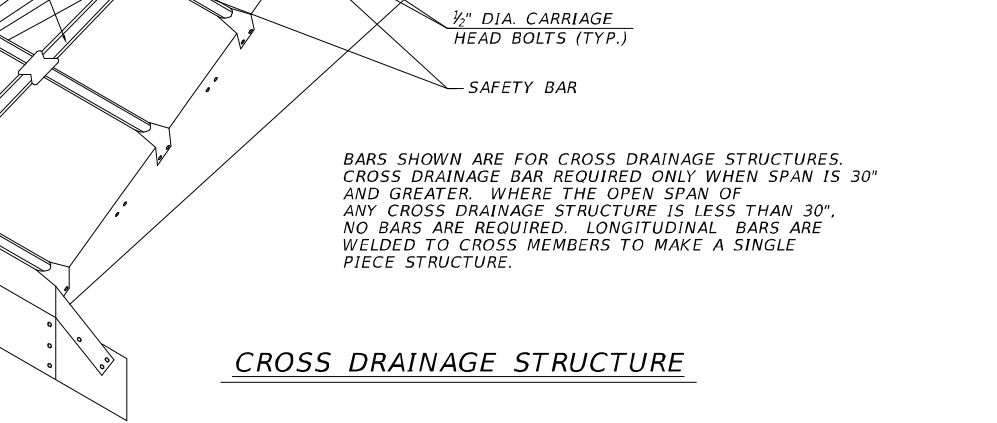 ½" DIA. CARRIAGE
HEAD BOLTS (TYP.)
SAFETY BAR
BARS SHOWN ARE FOR CROSS DRAINAGE STRUCTURES.
CROSS DRAINAGE BAR REQUIRED ONLY WHEN SPAN IS 30"
AND GREATER. WHERE THE OPEN SPAN OF
ANY CROSS DRAINAGE STRUCTURE IS LESS THAN 30",
NO BARS ARE REQUIRED. LONGITUDINAL BARS ARE
WELDED TO CROSS MEMBERS TO MAKE A SINGLE
PIECE STRUCTURE.
CROSS DRAINAGE STRUCTURE